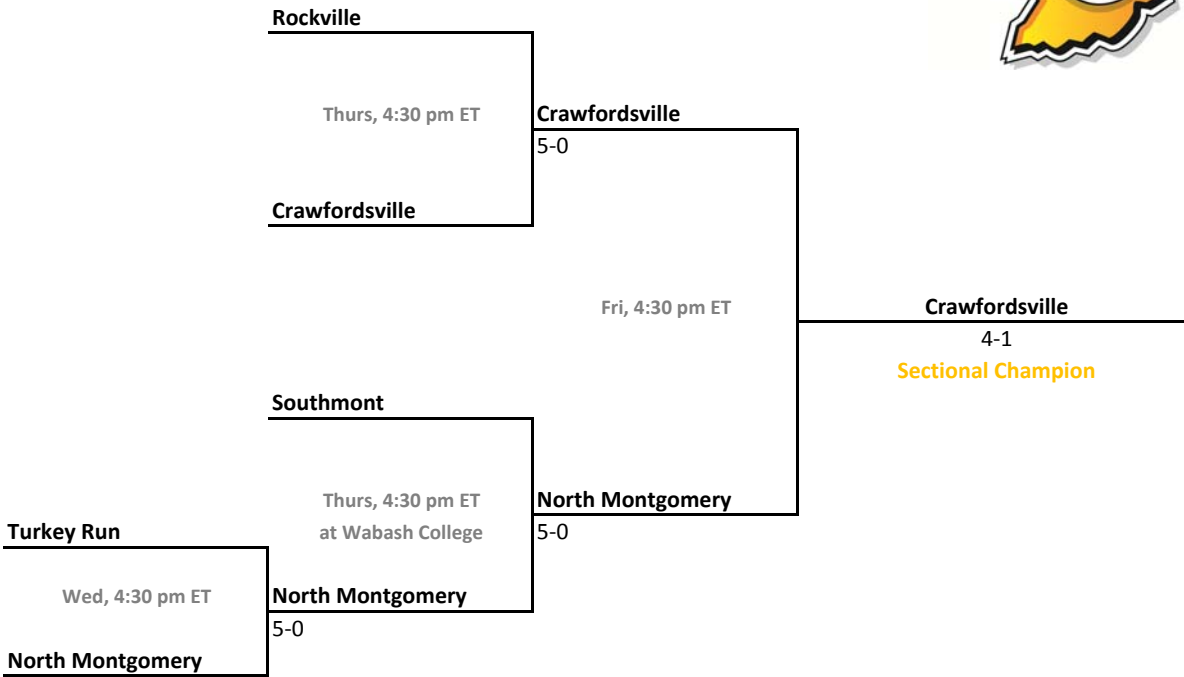 Rockville
Thurs, 4:30 pm ET
Crawfordsville
5-0
Crawfordsville
Fri, 4:30 pm ET
Crawfordsville
4-1
Sectional Champion
Southmont
Thurs, 4:30 pm ET
at Wabash College
North Montgomery
5-0
Turkey Run
Wed, 4:30 pm ET
North Montgomery
5-0
North Montgomery